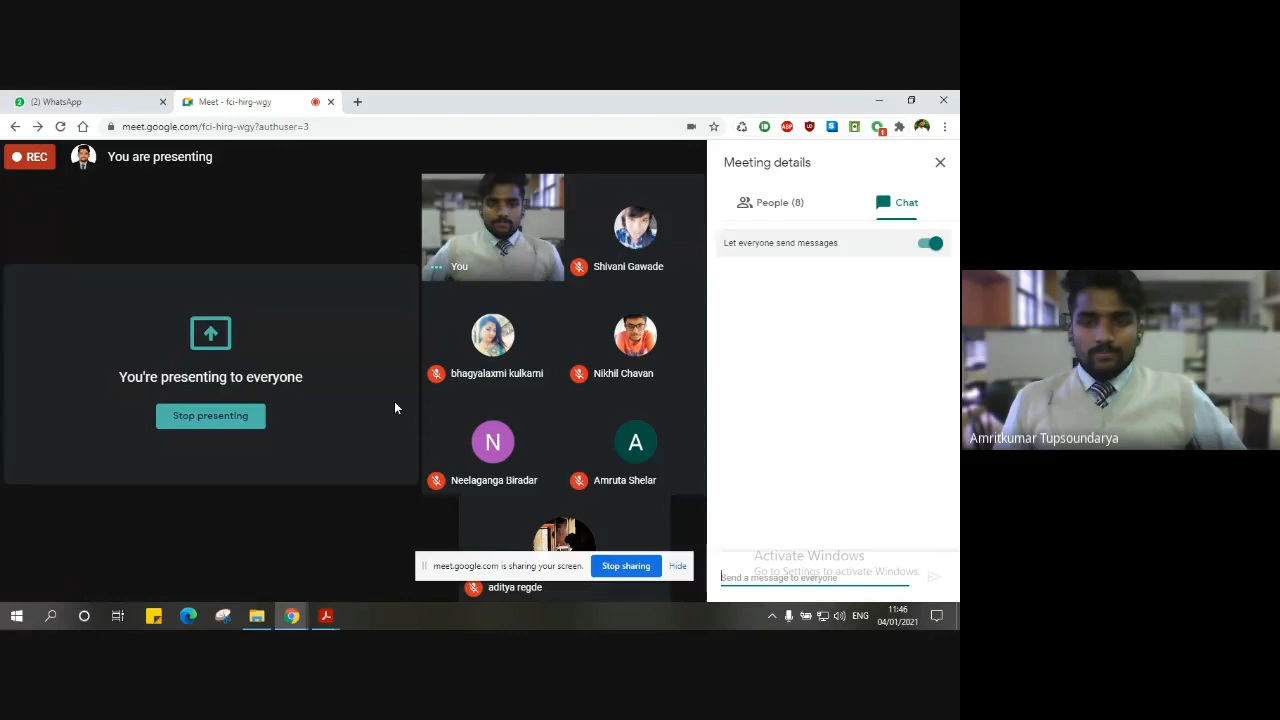 (2) WhatsApp
Meet - fci-hirg-wgy
meet.google.com/fci-hirg-wgy?authuser=3
REC
You are presenting
Meeting details
People (8)
Chat
Let everyone send messages
You
Shivani Gawade
You're presenting to everyone
Stop presenting
bhagyalaxmi kulkarni
Nikhil Chavan
Neelaganga Biradar
A
N
Amruta Shelar
Amritkumar Tupsoundarya
meet.google.com is sharing your screen.
Stop sharing
Hide
aditya regde
Activate Windows
Go to Settings to activate Windows.
Send a message to everyone
ENG
11:46
04/01/2021